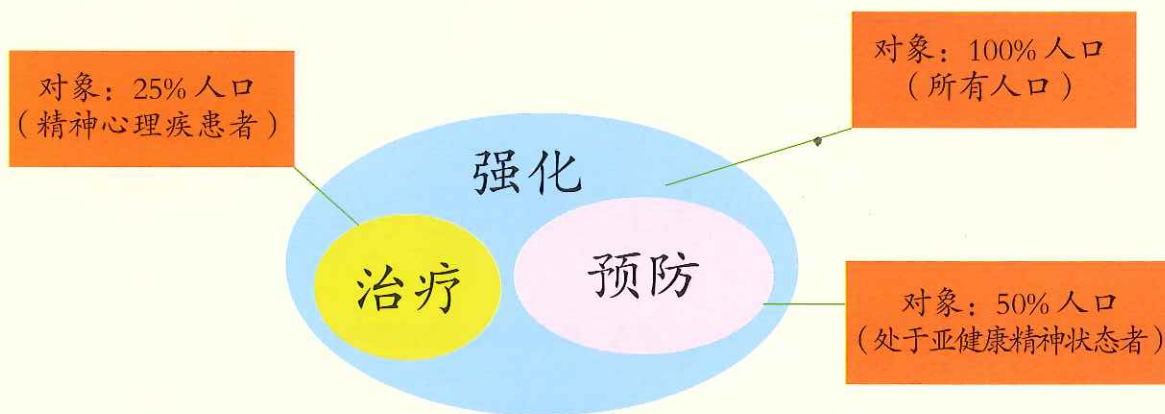 对象：25% 人口
（精神心理疾患者）
对象：100% 人口
（所有人口）
强化
治疗
预防
对象：50% 人口
（处于亚健康精神状态者）